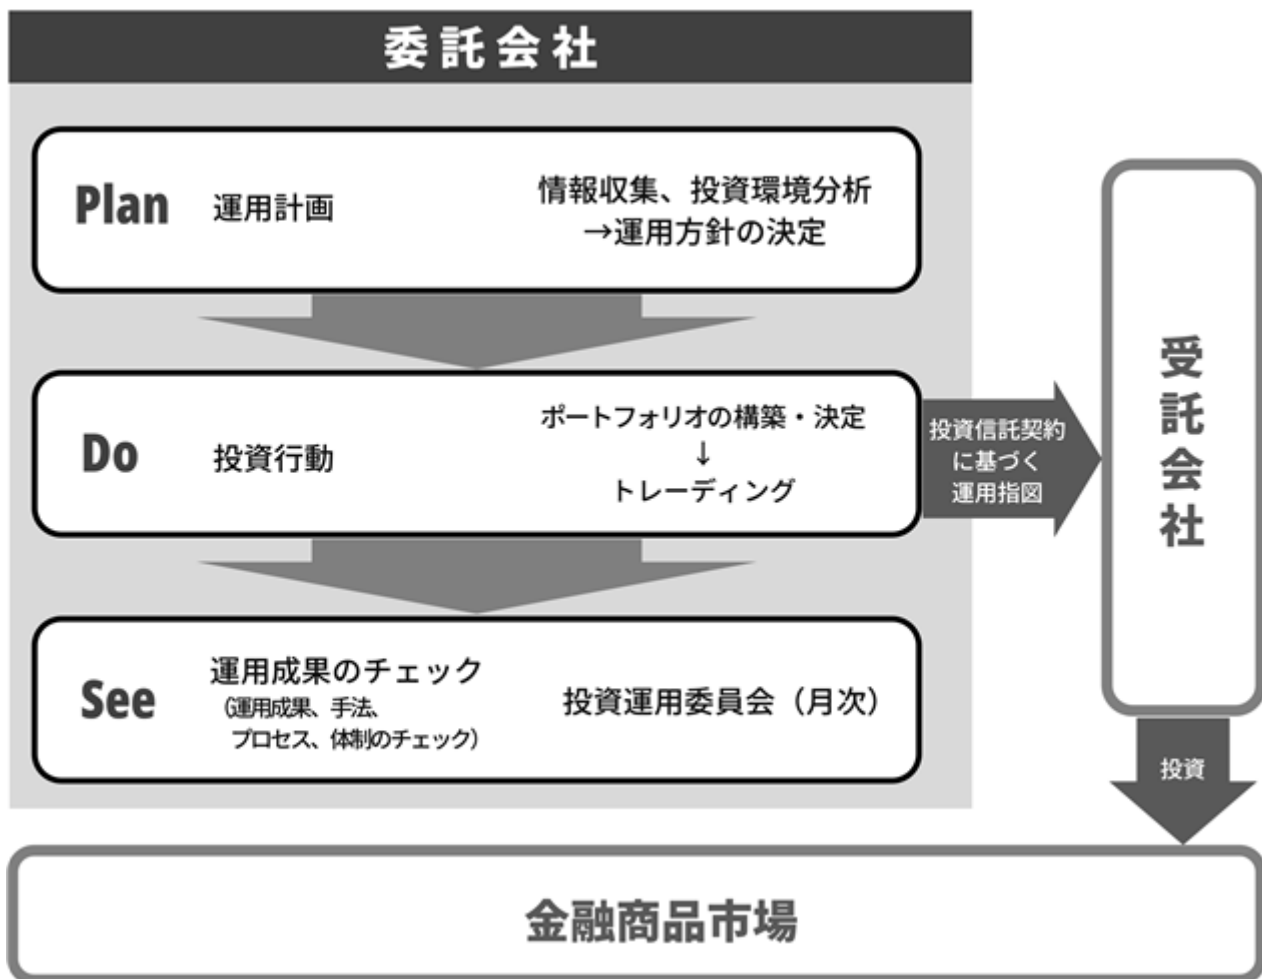 委託会社
Plan
運用計画
情報収集、投資環境分析
→運用方針の決定
Do
投資行動
ポートフォリオの構築・決定
↓
トレーディング
投資信託契約
に基づく
運用指図
See
運用成果のチェック
（運用成果、手法、
プロセス、体制のチェック）
投資運用委員会（月次）
受託会社
投資
金融商品市場